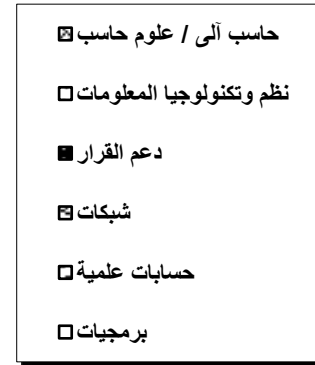 حاسب آلى / علوم حاسب
نظم وتكنولوجيا المعلومات
دعم القرار
شبكات
حسابات علمية
برمجيات